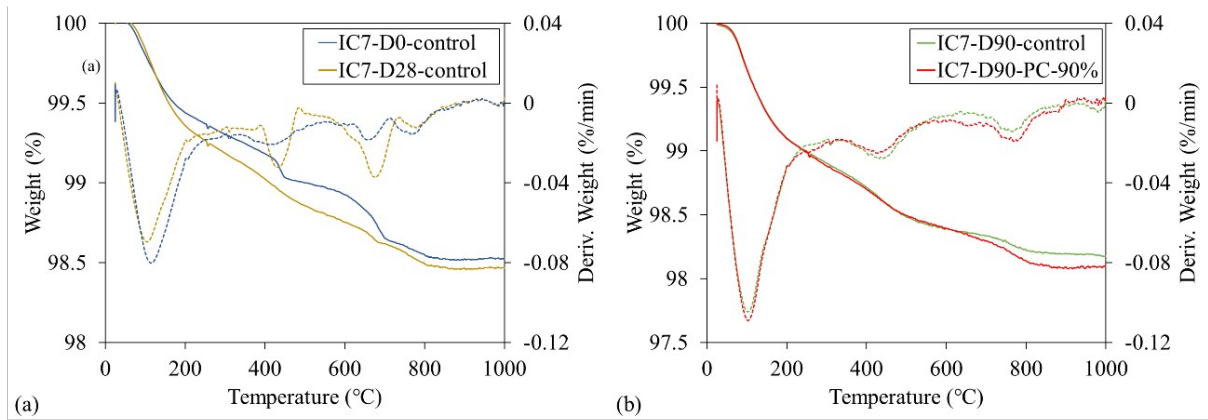 100
99.5
99
98.5
98
(a)
Weight (%)
IC7-D0-control
IC7-D28-control
0.04
0
-0.04
-0.08
-0.12
Deriv. Weight (%/min)
0
200
400
600
800
1000
Temperature (°C)
(a)
100
99.5
99
98.5
98
97.5
Weight (%)
IC7-D90-control
IC7-D90-PC-90%
0.04
0
-0.04
-0.08
-0.12
Deriv. Weight (%/min)
0
200
400
600
800
1000
Temperature (°C)
(b)